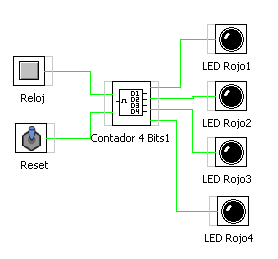 LED Rojo1
D1
D2
D3
D4
Reloj
LED Rojo2
Contador 4 Bits1
Reset
LED Rojo3
LED Rojo4